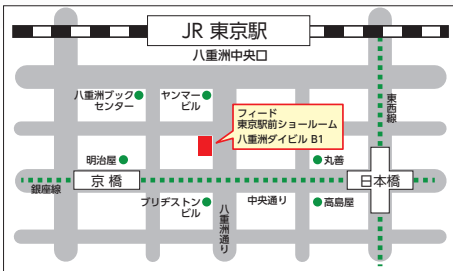 JR 東京駅
八重洲中央口
八重洲ブック
センター
ヤンマー
ビル
フィード
東京駅前ショールーム
八重洲ダイビル B1
東西線
明治屋
丸善
銀座線
京橋
日本橋
ブリヂストン
ビル
八重洲通り
中央通り
高島屋